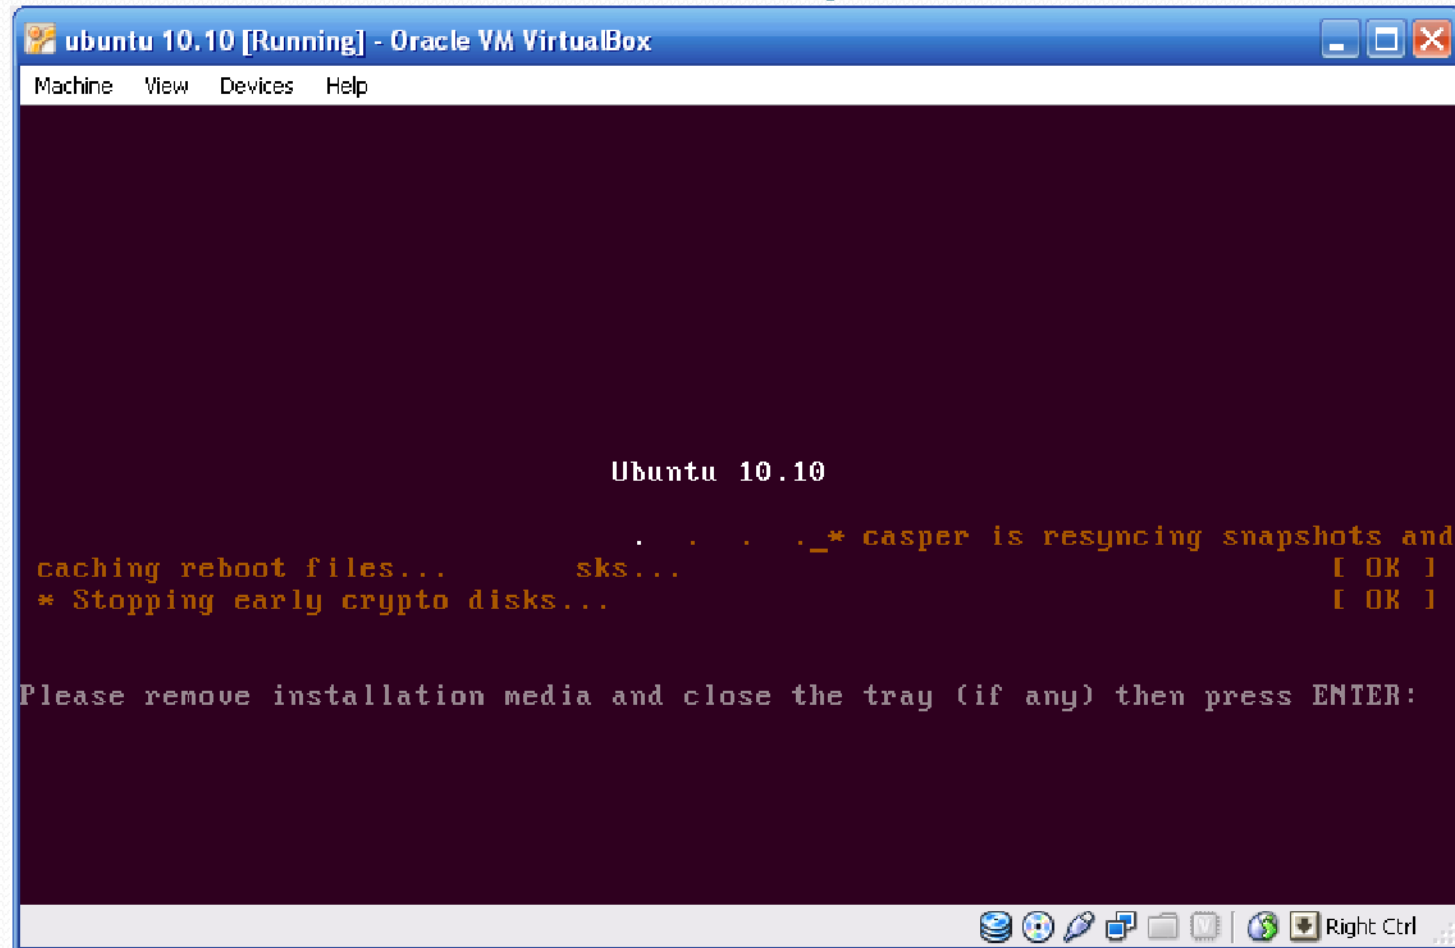 ubuntu 10.10 [Running] - Oracle VM VirtualBox
Machine View Devices Help
Ubuntu 10.10
. . . ._* casper is resyncing snapshots and
caching reboot files... sks... [ OK ]
* Stopping early crypto disks... [ OK ]
Please remove installation media and close the tray (if any) then press ENTER:
Right Ctrl